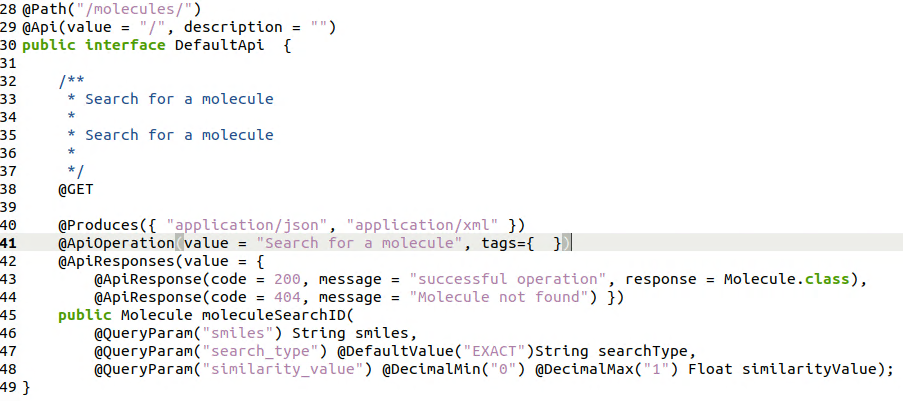 28 @Path("/molecules/")
29 @Api(value = "/", description = "")
30 public interface DefaultApi  {
31
32     /**
33      * Search for a molecule
34      *
35      * Search for a molecule
36      *
37      */
38     @GET
39
40     @Produces({ "application/json", "application/xml" })
41     @ApiOperation(value = "Search for a molecule", tags={  })
42     @ApiResponses(value = {
43         @ApiResponse(code = 200, message = "successful operation", response = Molecule.class),
44         @ApiResponse(code = 404, message = "Molecule not found") })
45     public Molecule moleculeSearchID(
46         @QueryParam("smiles") String smiles,
47         @QueryParam("search_type") @DefaultValue("EXACT")String searchType,
48         @QueryParam("similarity_value") @DecimalMin("0") @DecimalMax("1") Float similarityValue);
49 }